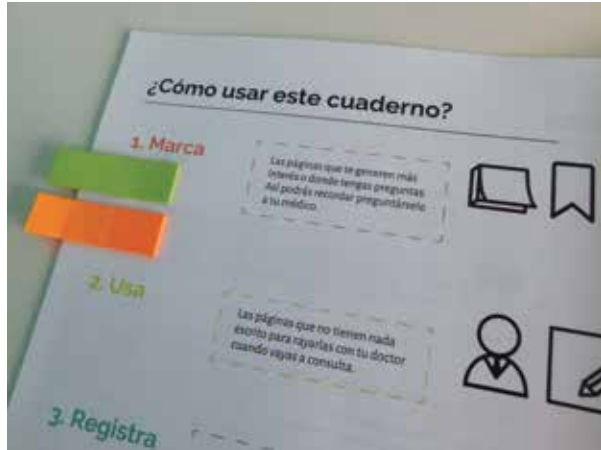 ¿Cómo usar este cuaderno?
1. Marca
Las páginas que te generen más
interés o donde tengas preguntas.
Así podrás recordar preguntárselo
a tu médico.
2. Usa
Las páginas que no tienen nada
escrito para rayarlas con tu doctor
cuando vayas a consulta.
3. Registra